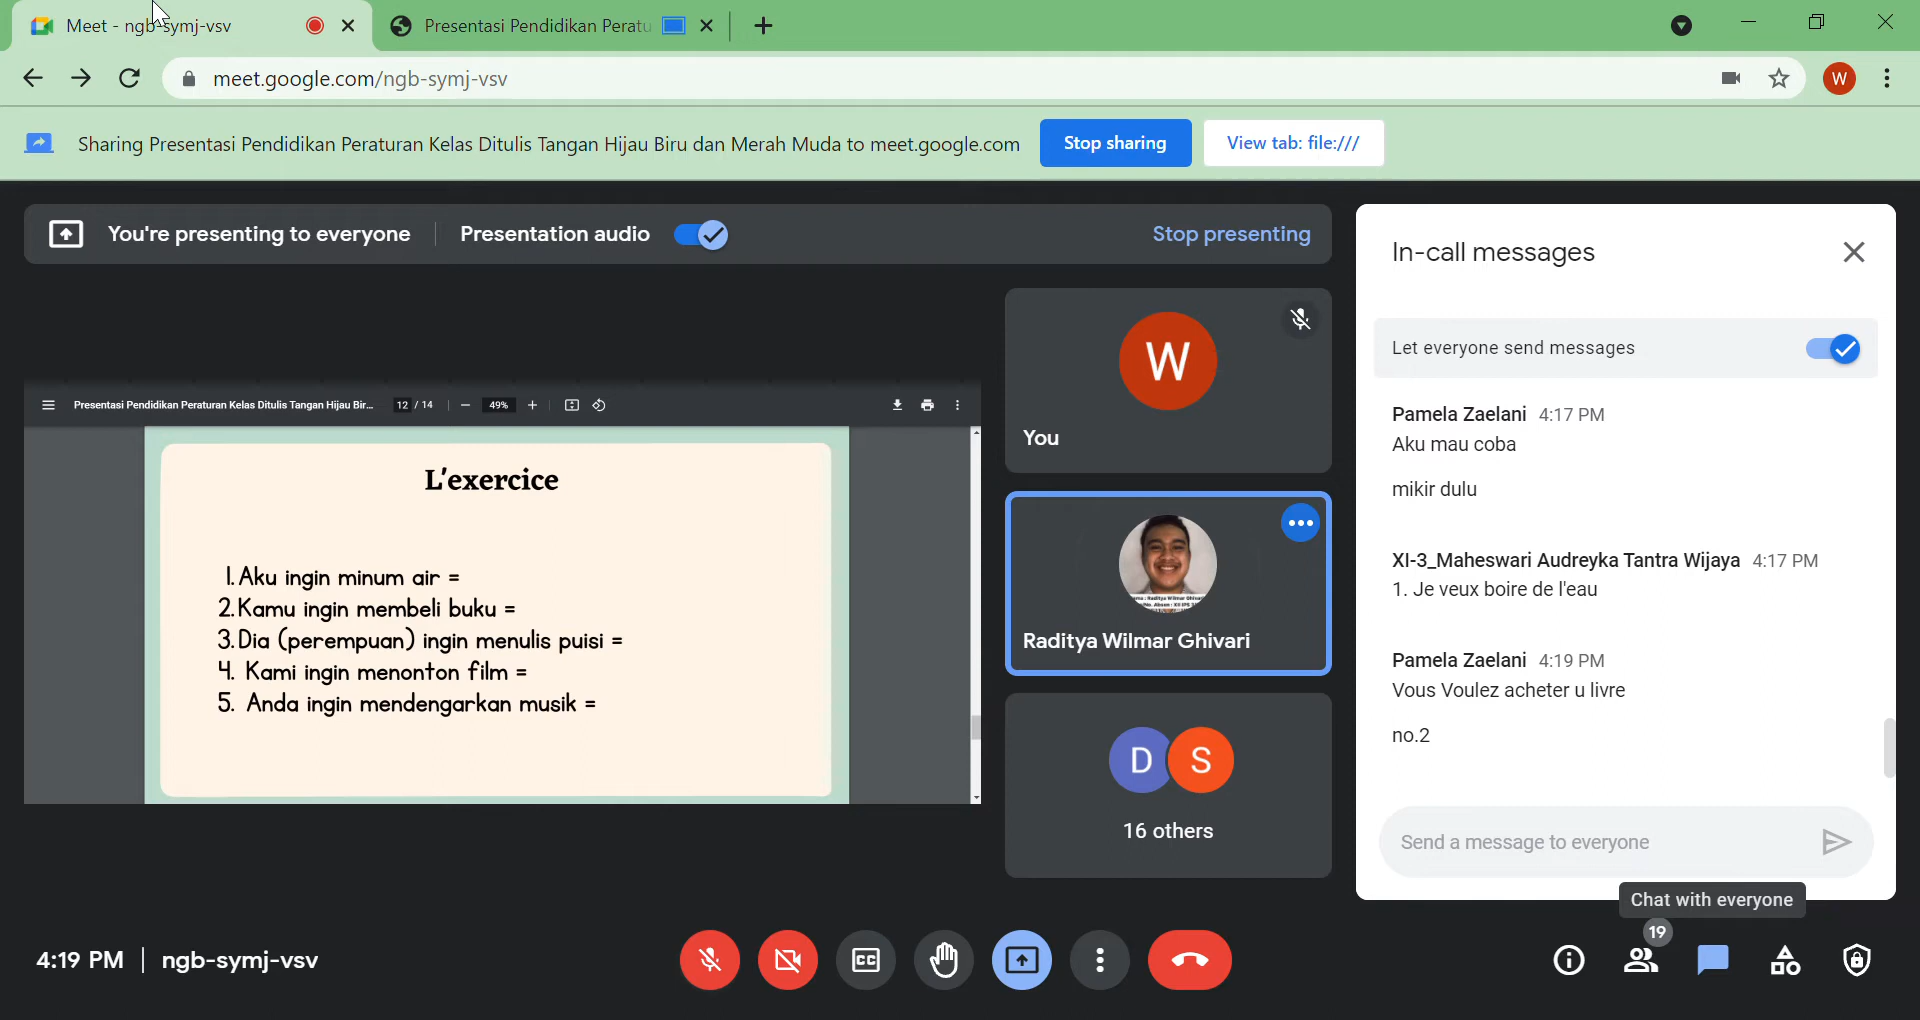 Meet - ngb-symj-vsv
Presentasi Pendidikan Peratu
meet.google.com/ngb-symj-vsv
W
Sharing Presentasi Pendidikan Peraturan Kelas Ditulis Tangan Hijau Biru dan Merah Muda to meet.google.com
Stop sharing
View tab: file:///
You're presenting to everyone
Presentation audio
Stop presenting
Presentasi Pendidikan Peraturan Kelas Ditulis Tangan Hijau Bir...
12 / 14
49%
L'exercice
1. Aku ingin minum air =
2. Kamu ingin membeli buku =
3. Dia (perempuan) ingin menulis puisi =
4. Kami ingin menonton film =
5. Anda ingin mendengarkan musik =
W
You
Raditya Wilmar Ghivari
D
S
16 others
In-call messages
Let everyone send messages
Pamela Zaelani 4:17 PM
Aku mau coba
mikir dulu
XI-3_Maheswari Audreyka Tantra Wijaya 4:17 PM
1. Je veux boire de l'eau
Pamela Zaelani 4:19 PM
Vous Voulez acheter u livre
no.2
Send a message to everyone
Chat with everyone
4:19 PM
ngb-symj-vsv
CC
19